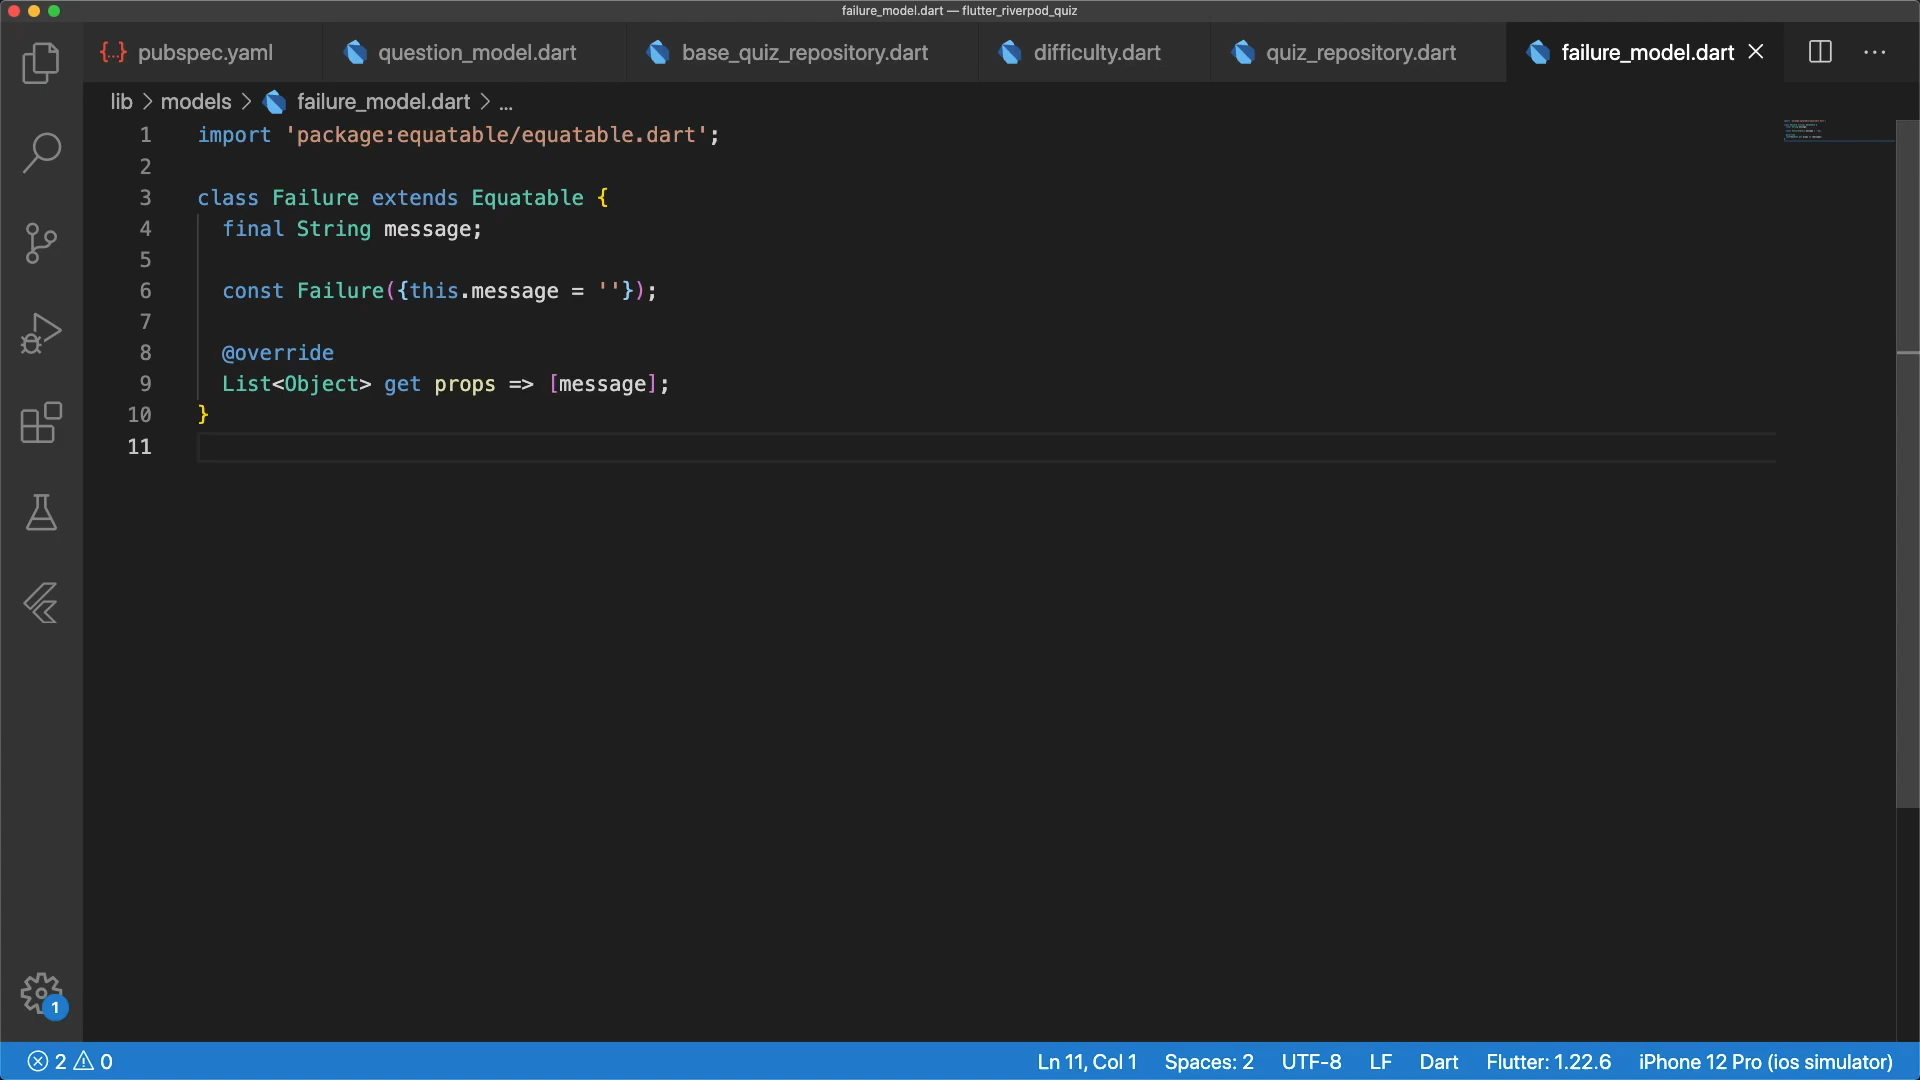 failure_model.dart — flutter_riverpod_quiz
{..} pubspec.yaml question_model.dart base_quiz_repository.dart difficulty.dart quiz_repository.dart failure_model.dart
lib > models > failure_model.dart > ...
1 import 'package:equatable/equatable.dart';
2
3 class Failure extends Equatable {
4 final String message;
5
6 const Failure({this.message = ''});
7
8 @override
9 List<Object> get props => [message];
10 }
11
1
2 0 Ln 11, Col 1 Spaces: 2 UTF-8 LF Dart Flutter: 1.22.6 iPhone 12 Pro (ios simulator)